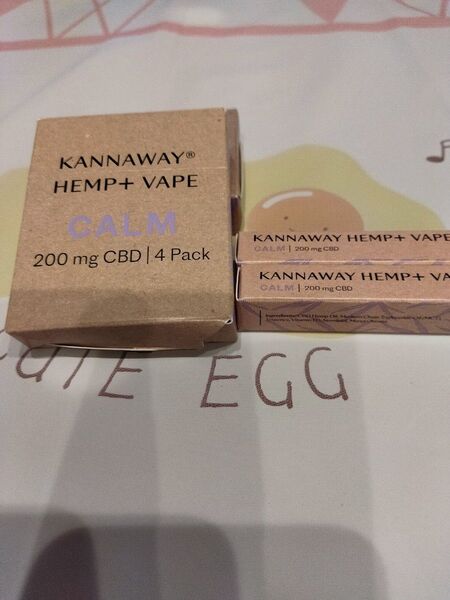 KANNAWAY®
HEMP+ VAPE
CALM
200 mg CBD | 4 Pack
KANNAWAY HEMP+ VAPE
CALM | 200 mg CBD
KANNAWAY HEMP+ VA
CALM | 200 mg CBD
EGG